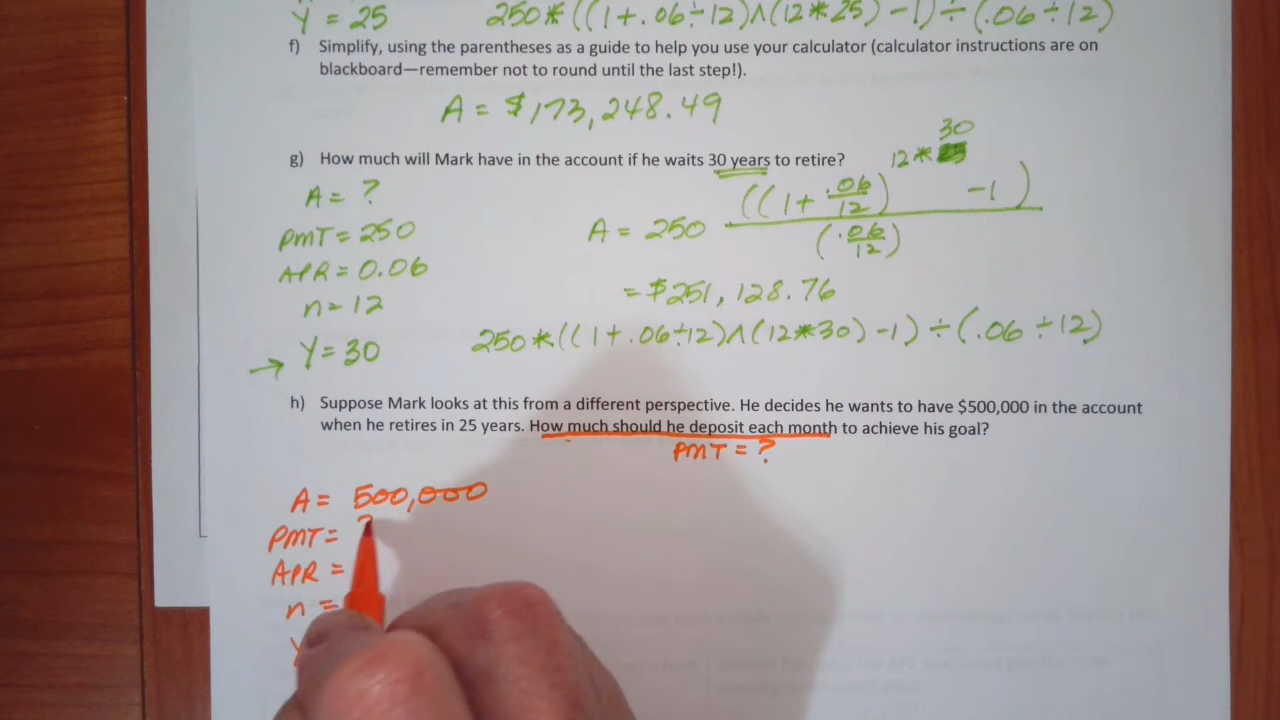 Y = 25 250*((1+.06÷12)∧(12*25)-1)÷(.06÷12)
f) Simplify, using the parentheses as a guide to help you use your calculator (calculator instructions are on
blackboard—remember not to round until the last step!).
A = $173,248.49
g) How much will Mark have in the account if he waits 30 years to retire?
30
12*25
A = ?
((1+.06/12) -1)
PMT = 250
A = 250
(.06/12)
APR = 0.06
n = 12
= $251,128.76
→ Y = 30
250*((1+.06÷12)∧(12*30)-1)÷(.06÷12)
h) Suppose Mark looks at this from a different perspective. He decides he wants to have $500,000 in the account
when he retires in 25 years. How much should he deposit each month to achieve his goal?
PMT = ?
A = 500,000
PMT = ?
APR =
n =
Y